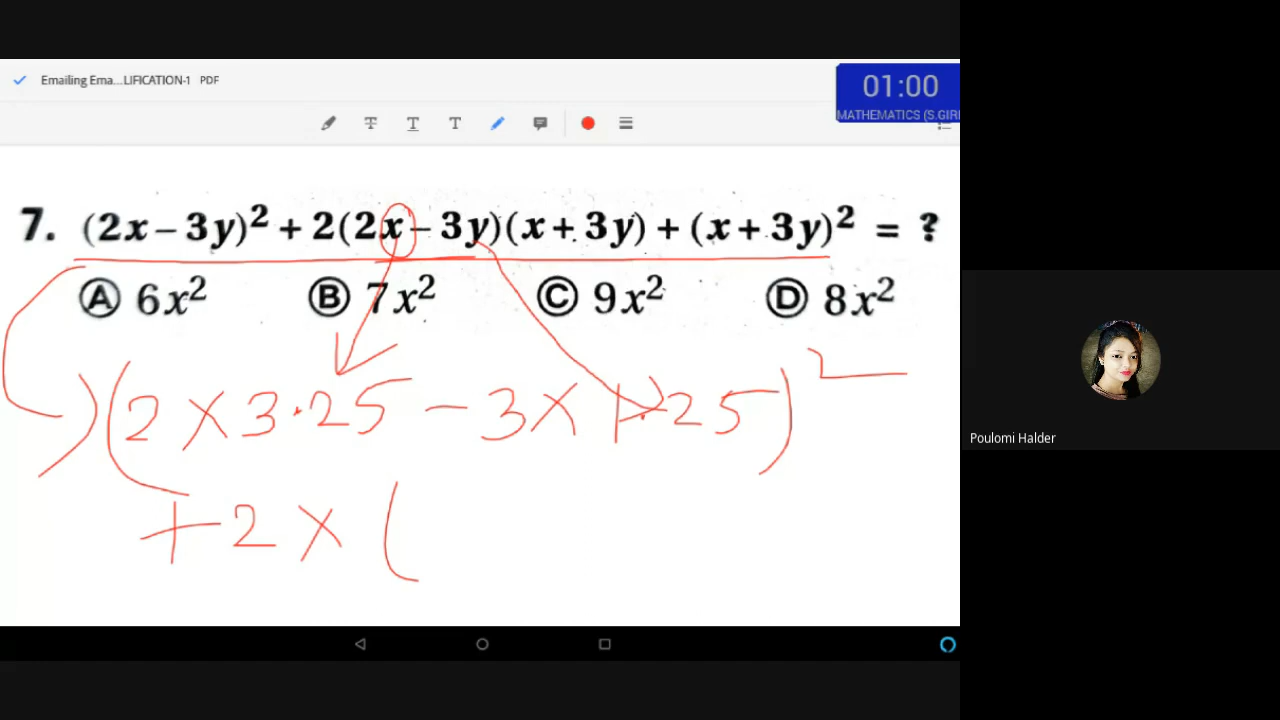 Emailing Ema...LIFICATION-1 PDF
01:00
MATHEMATICS (S.GIRI
T T T
7. (2x – 3y)² + 2(2x – 3y)(x + 3y) + (x + 3y)² = ?
Ⓐ 6x² Ⓑ 7x² Ⓒ 9x² Ⓓ 8x²
(2 × 3.25 – 3 × 1.25)²
+ 2 × (
Poulomi Halder